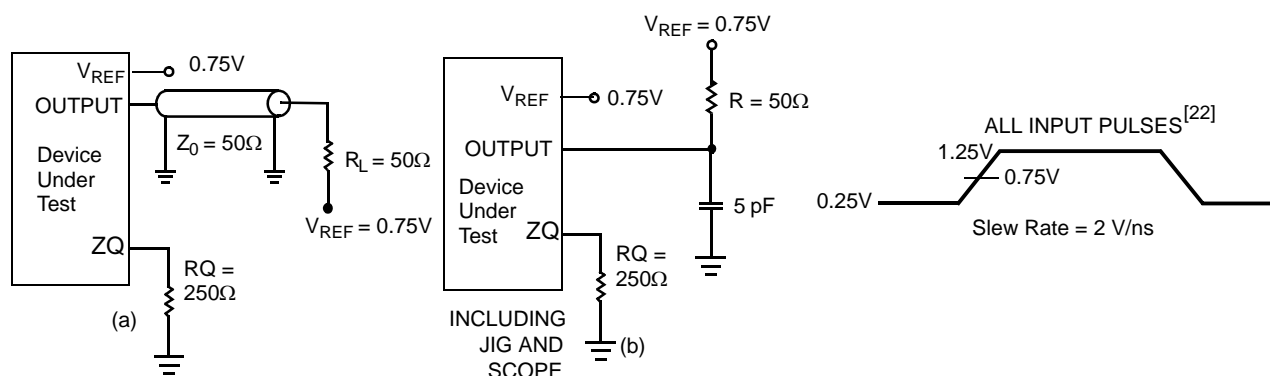 V_REF 0.75V
OUTPUT
Z_0 = 50Ω
Device
Under
Test
R_L = 50Ω
V_REF = 0.75V
ZQ
RQ =
250Ω
(a)
V_REF = 0.75V
V_REF 0.75V
R = 50Ω
OUTPUT
Device
Under
Test
5 pF
ZQ
RQ =
250Ω
INCLUDING
JIG AND
SCOPE
(b)
ALL INPUT PULSES[22]
1.25V
0.75V
0.25V
Slew Rate = 2 V/ns